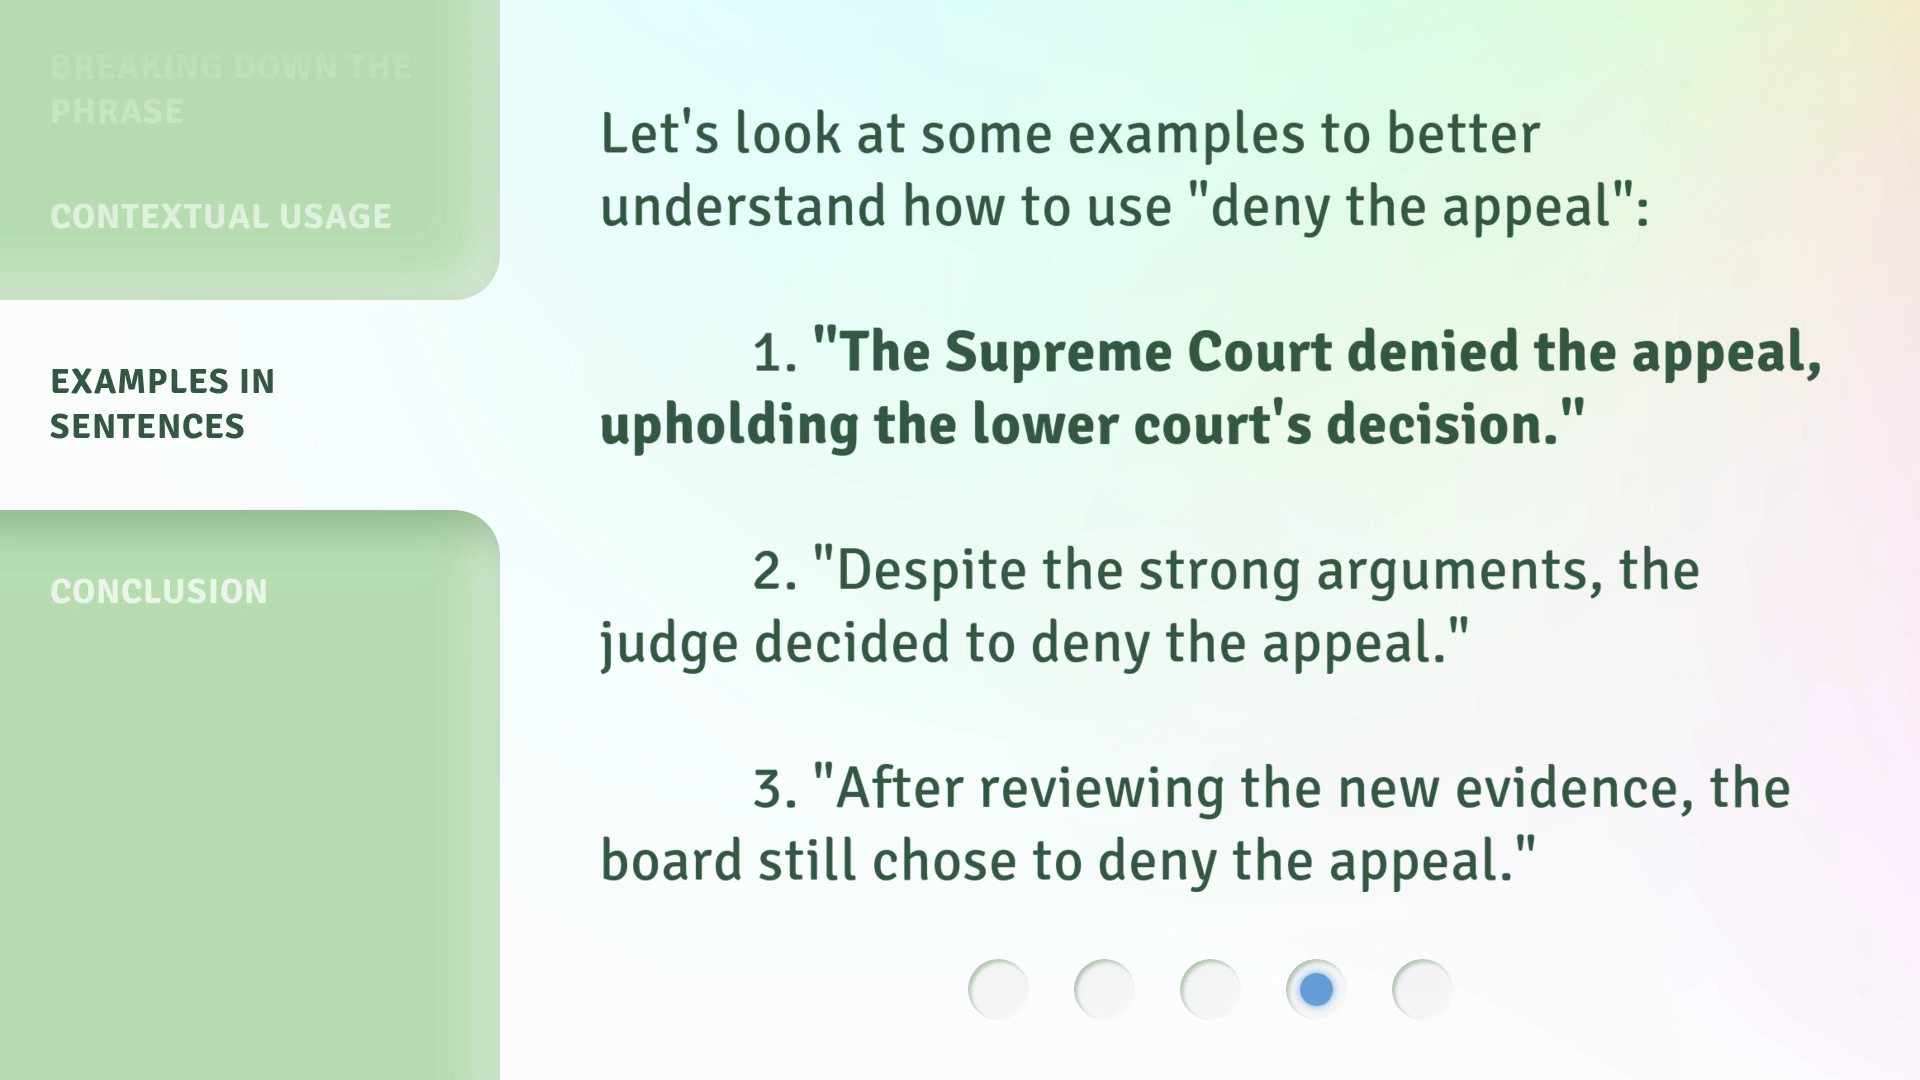 BREAKING DOWN THE
PHRASE
CONTEXTUAL USAGE
EXAMPLES IN
SENTENCES
CONCLUSION
Let's look at some examples to better
understand how to use "deny the appeal":
1. "The Supreme Court denied the appeal,
upholding the lower court's decision."
2. "Despite the strong arguments, the
judge decided to deny the appeal."
3. "After reviewing the new evidence, the
board still chose to deny the appeal."